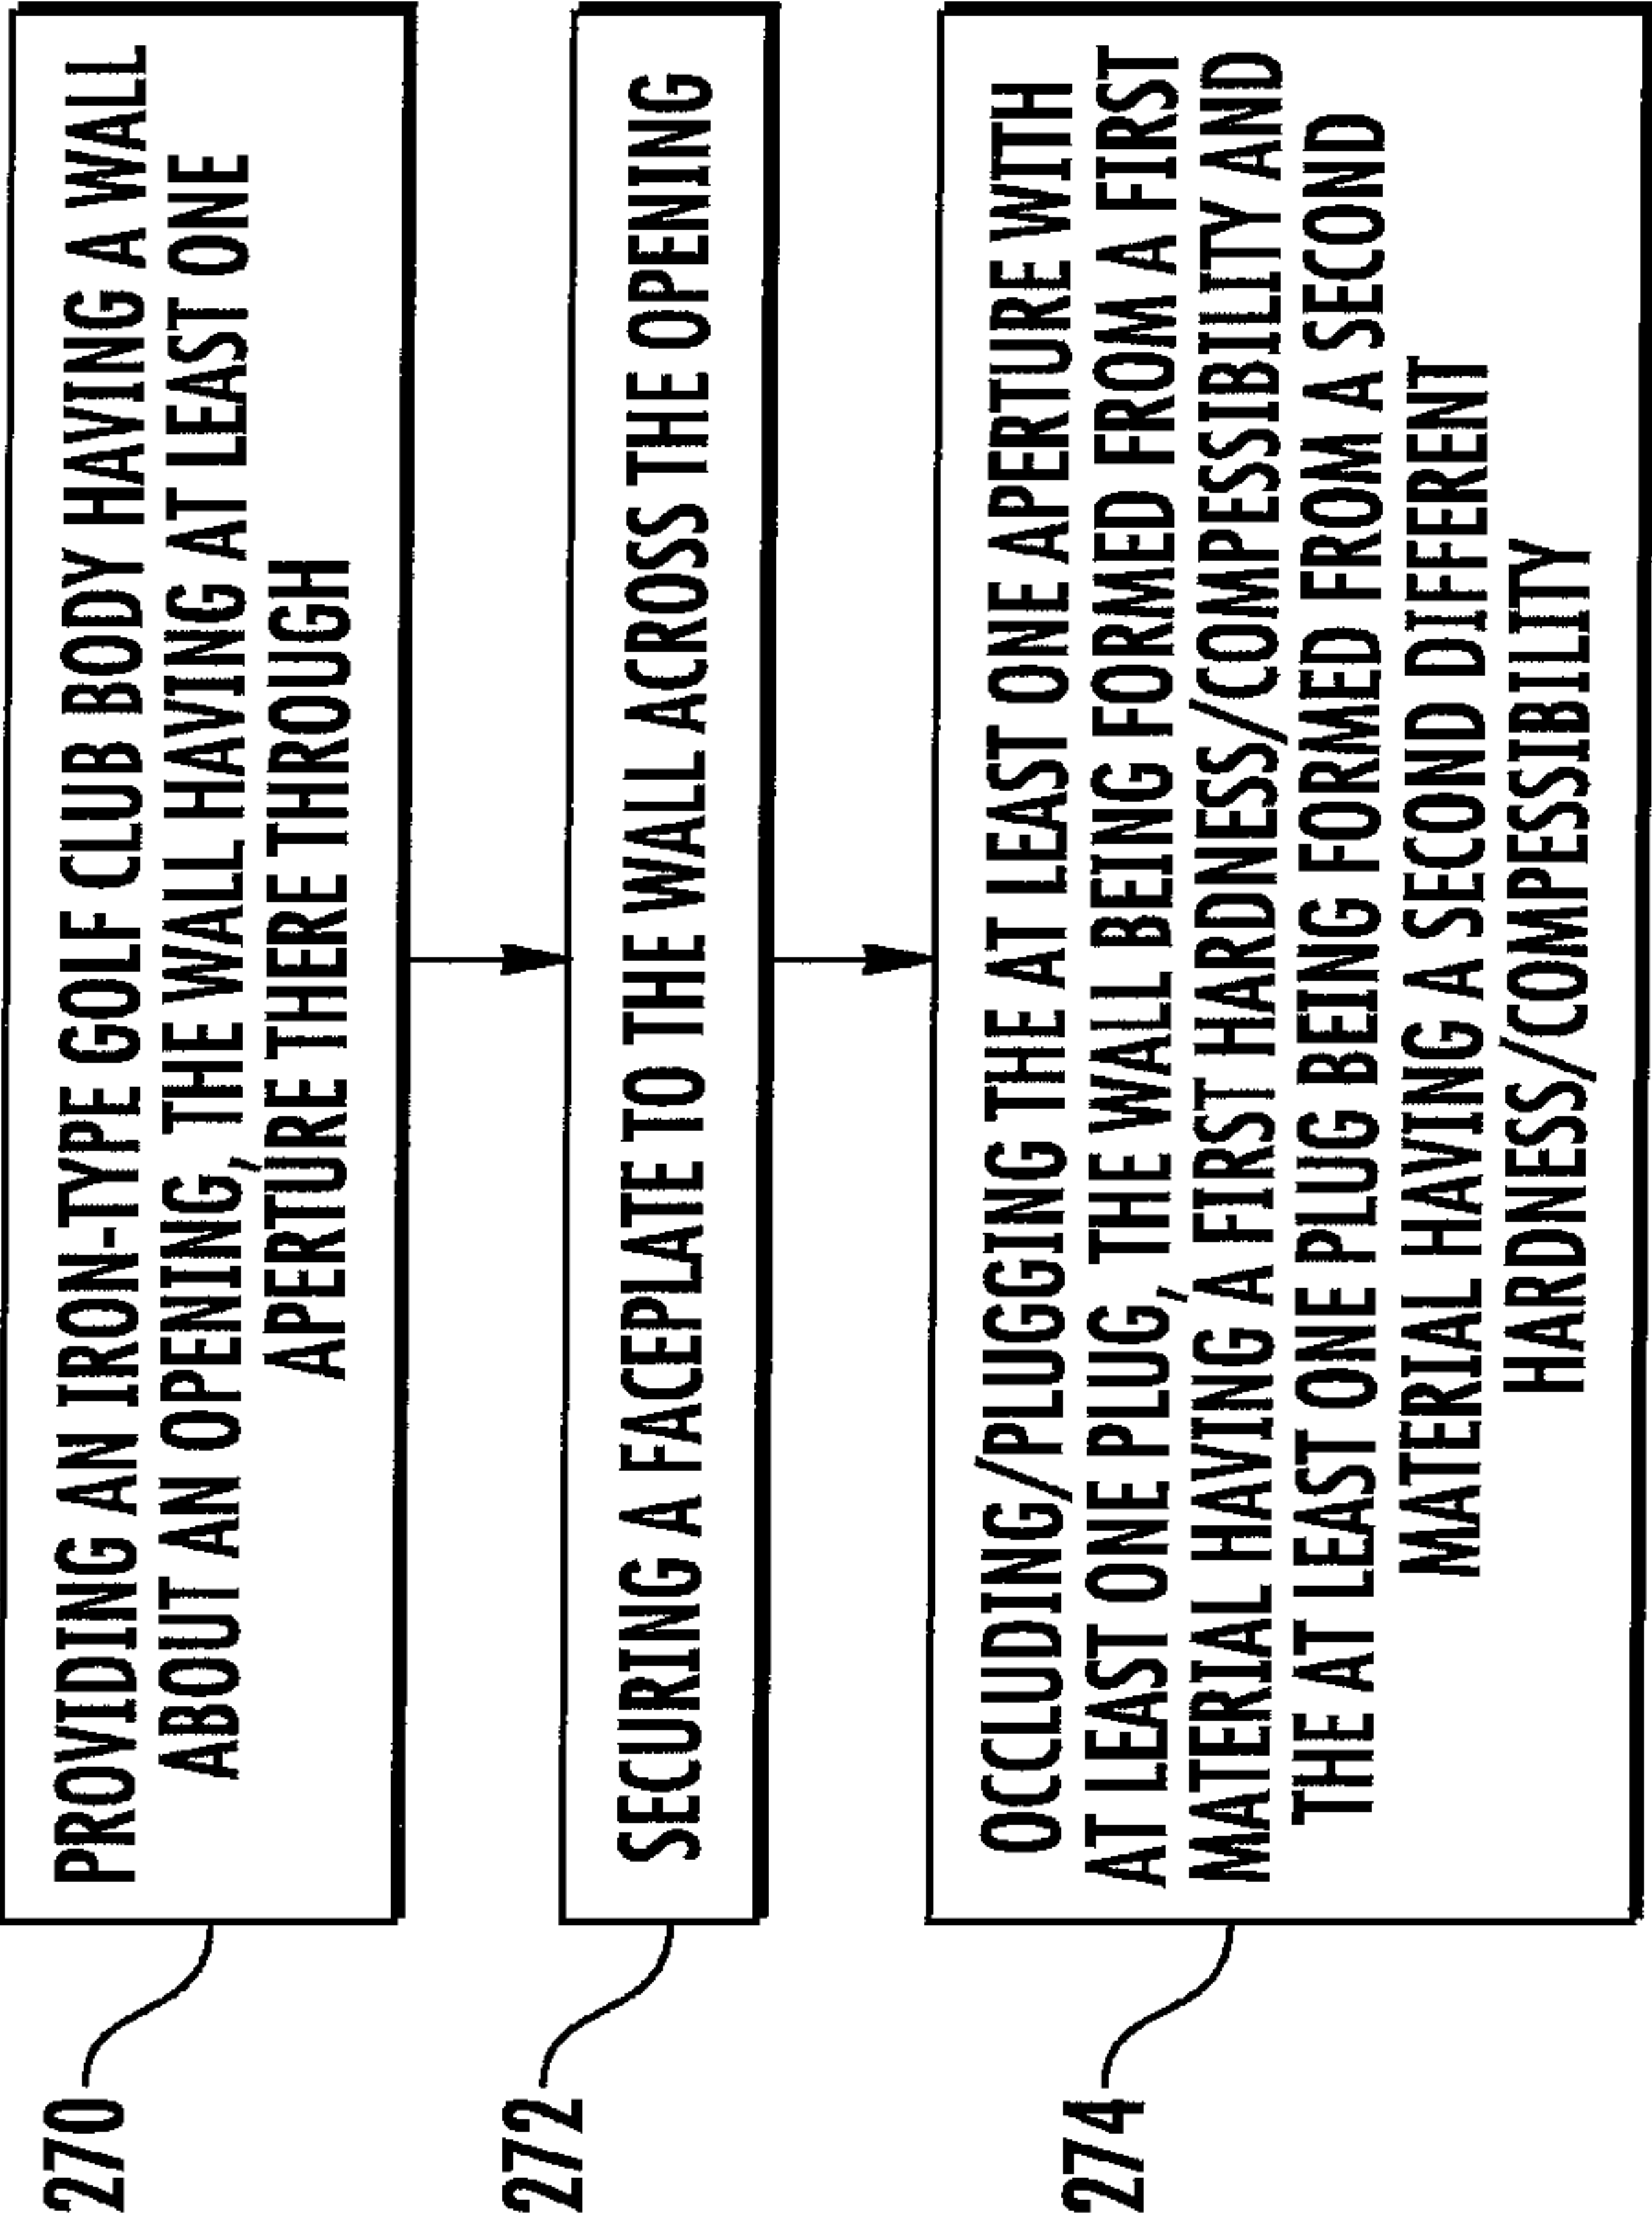 270
PROVIDING AN IRON-TYPE GOLF CLUB BODY HAVING A WALL
ABOUT AN OPENING, THE WALL HAVING AT LEAST ONE
APERTURE THERE THROUGH
272
SECURING A FACEPLATE TO THE WALL ACROSS THE OPENING
274
OCCLUDING/PLUGGING THE AT LEAST ONE APERTURE WITH
AT LEAST ONE PLUG, THE WALL BEING FORMED FROM A FIRST
MATERIAL HAVING A FIRST HARDNESS/COMPESSIBILITY AND
THE AT LEAST ONE PLUG BEING FORMED FROM A SECOND
MATERIAL HAVING A SECOND DIFFERENT
HARDNESS/COMPESSIBILITY